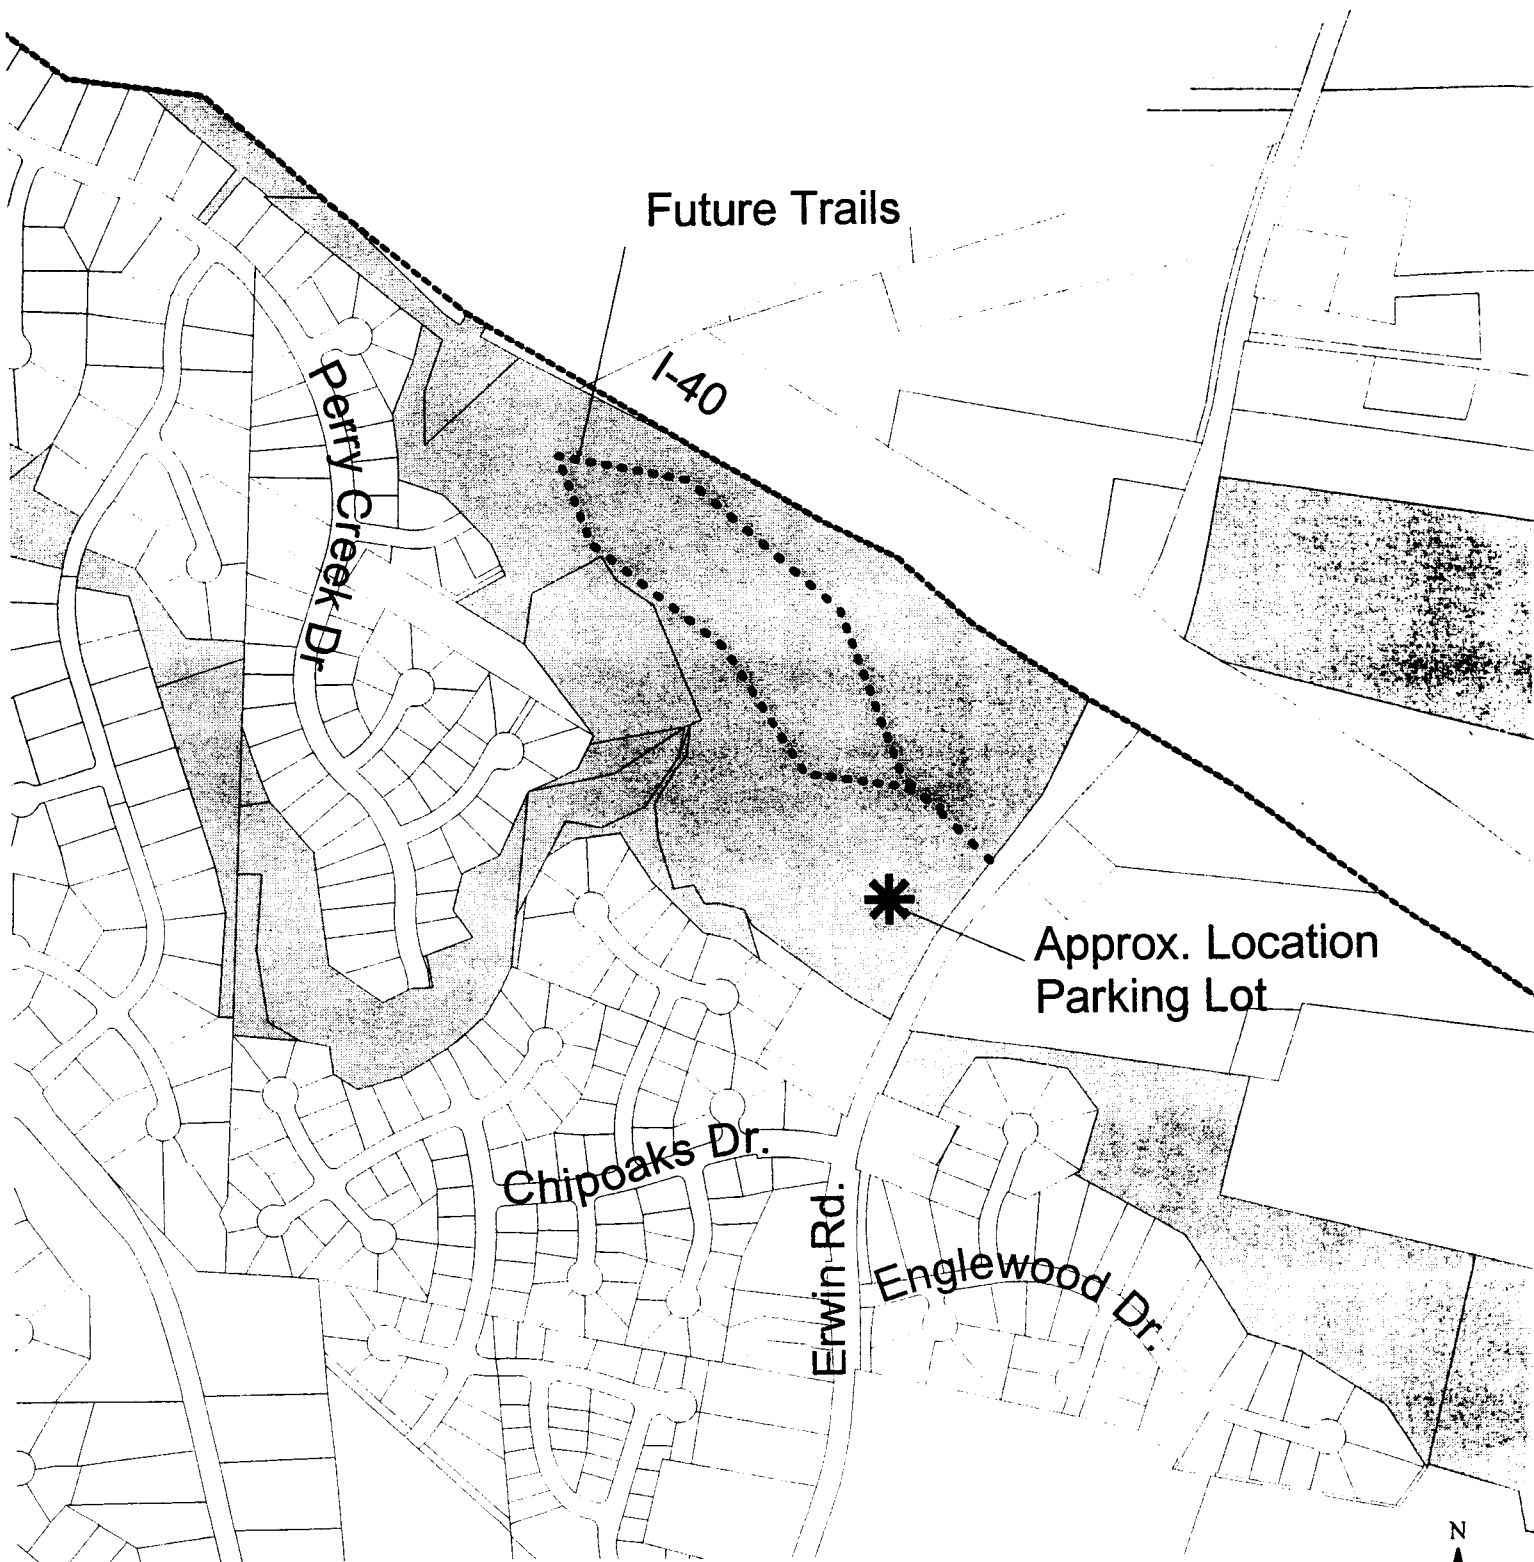 Future Trails
I-40
Perry Creek Dr
Approx. Location
Parking Lot
Chipoaks Dr.
Erwin Rd.
Englewood Dr.
N